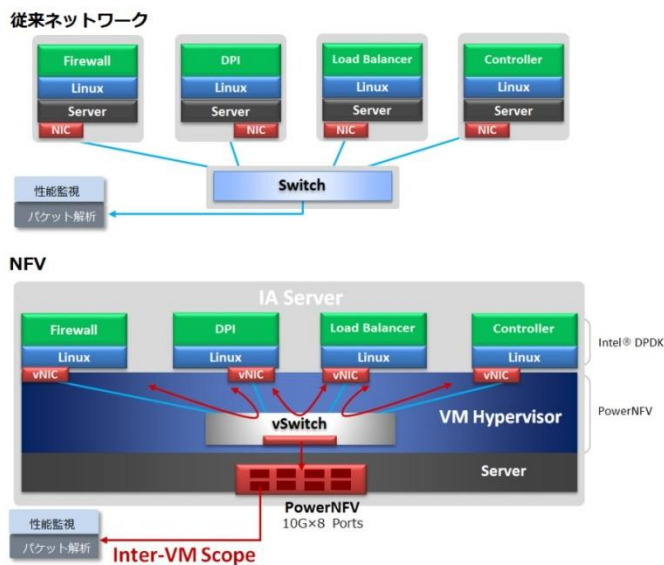 従来ネットワーク
Firewall
Linux
Server
NIC
DPI
Linux
Server
NIC
Load Balancer
Linux
Server
NIC
Controller
Linux
Server
NIC
Switch
性能監視
パケット解析
NFV
IA Server
Firewall
Linux
vNIC
DPI
Linux
vNIC
Load Balancer
Linux
vNIC
Controller
Linux
vNIC
Intel® DPDK
vSwitch
VM Hypervisor
PowerNFV
Server
PowerNFV
10G×8 Ports
性能監視
パケット解析
Inter-VM Scope